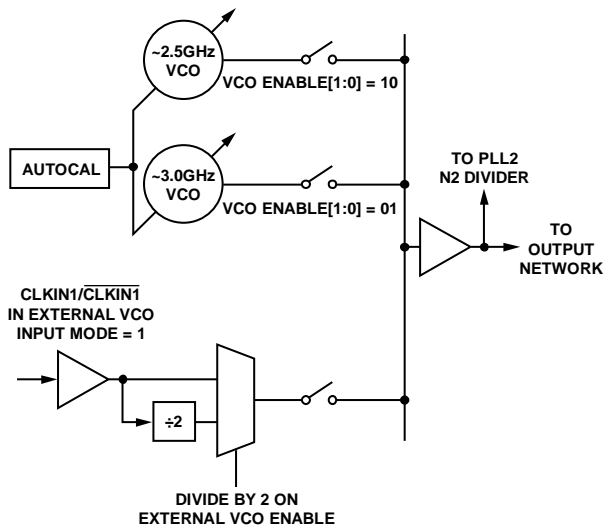 ~2.5GHz
VCO
VCO ENABLE[1:0] = 10
AUTOCAL
~3.0GHz
VCO
VCO ENABLE[1:0] = 01
TO PLL2
N2 DIVIDER
TO
OUTPUT
NETWORK
CLKIN1/CLKIN1
IN EXTERNAL VCO
INPUT MODE = 1
÷2
DIVIDE BY 2 ON
EXTERNAL VCO ENABLE